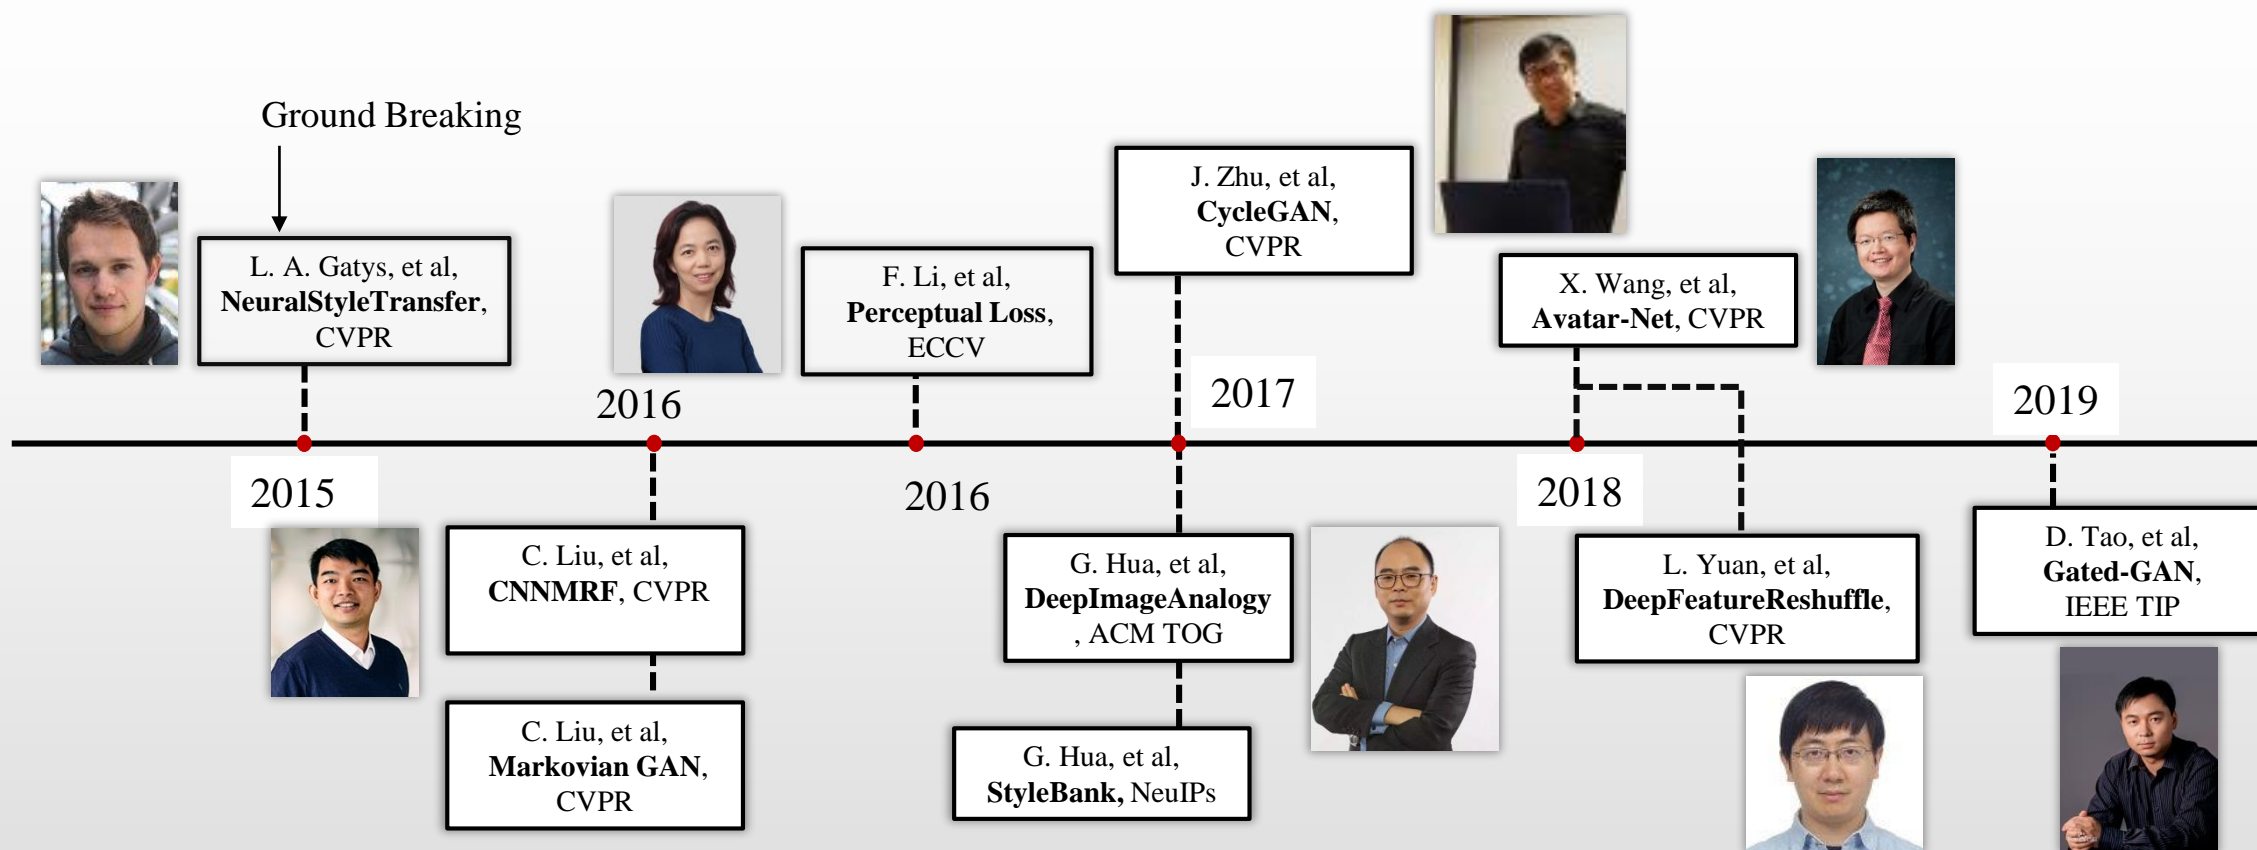 Ground Breaking
L. A. Gatys, et al,
NeuralStyleTransfer,
CVPR
2015
2016
C. Liu, et al,
CNNMRF, CVPR
C. Liu, et al,
Markovian GAN,
CVPR
F. Li, et al,
Perceptual Loss,
ECCV
2016
J. Zhu, et al,
CycleGAN,
CVPR
2017
G. Hua, et al,
DeepImageAnalogy
, ACM TOG
G. Hua, et al,
StyleBank, NeuIPs
X. Wang, et al,
Avatar-Net, CVPR
2018
L. Yuan, et al,
DeepFeatureReshuffle,
CVPR
2019
D. Tao, et al,
Gated-GAN,
IEEE TIP